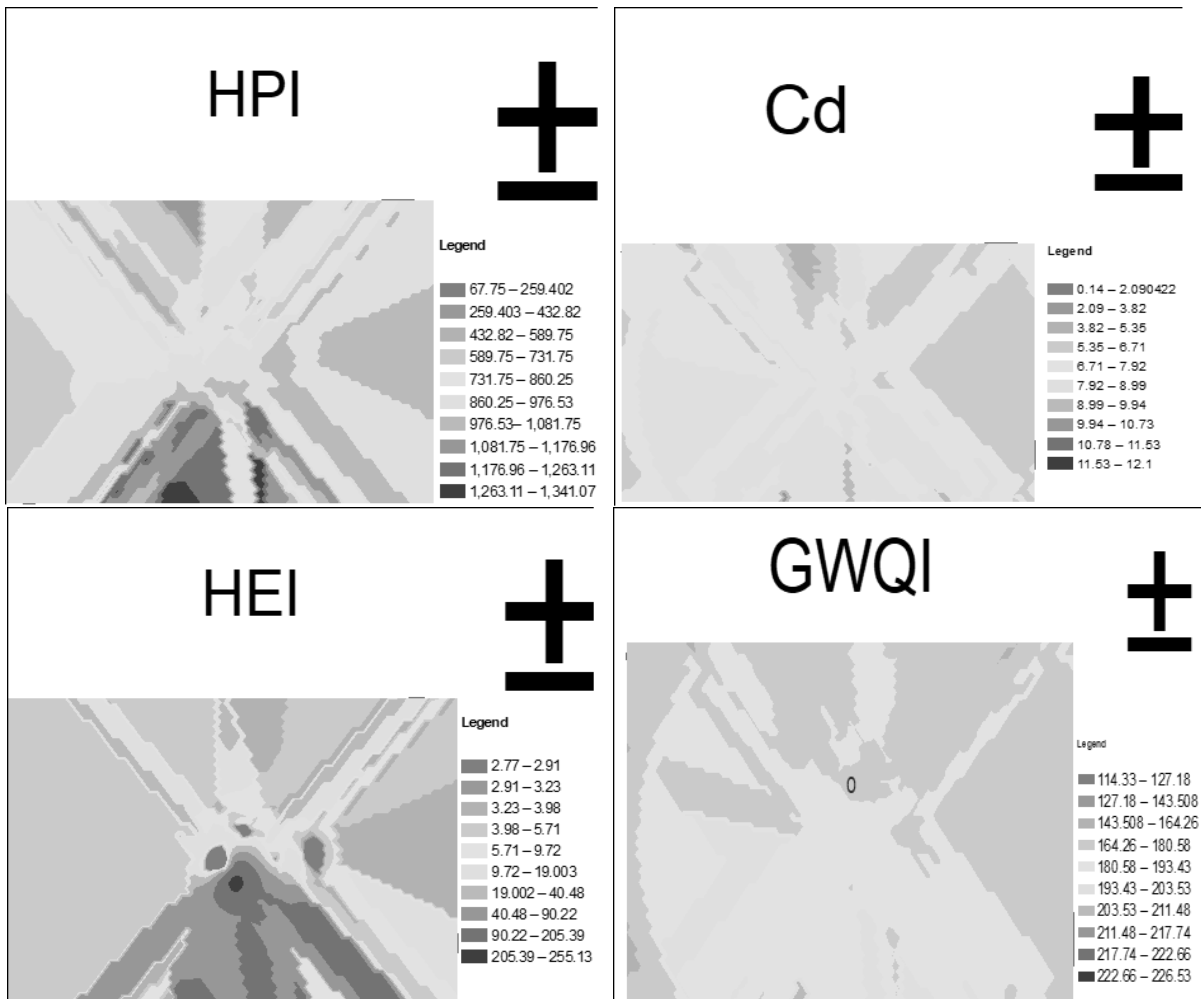 HPI
Legend
67.75 – 259.402
259.403 – 432.82
432.82 – 589.75
589.75 – 731.75
731.75 – 860.25
860.25 – 976.53
976.53– 1,081.75
1,081.75 – 1,176.96
1,176.96 – 1,263.11
1,263.11 – 1,341.07
Cd
Legend
0.14 – 2.090422
2.09 – 3.82
3.82 – 5.35
5.35 – 6.71
6.71 – 7.92
7.92 – 8.99
8.99 – 9.94
9.94 – 10.73
10.78 – 11.53
11.53 – 12.1
HEI
Legend
2.77 – 2.91
2.91 – 3.23
3.23 – 3.98
3.98 – 5.71
5.71 – 9.72
9.72 – 19.003
19.002 – 40.48
40.48 – 90.22
90.22 – 205.39
205.39 – 255.13
GWQI
0
Legend
114.33 – 127.18
127.18 – 143.508
143.508 – 164.26
164.26 – 180.58
180.58 – 193.43
193.43 – 203.53
203.53 – 211.48
211.48 – 217.74
217.74 – 222.66
222.66 – 226.53